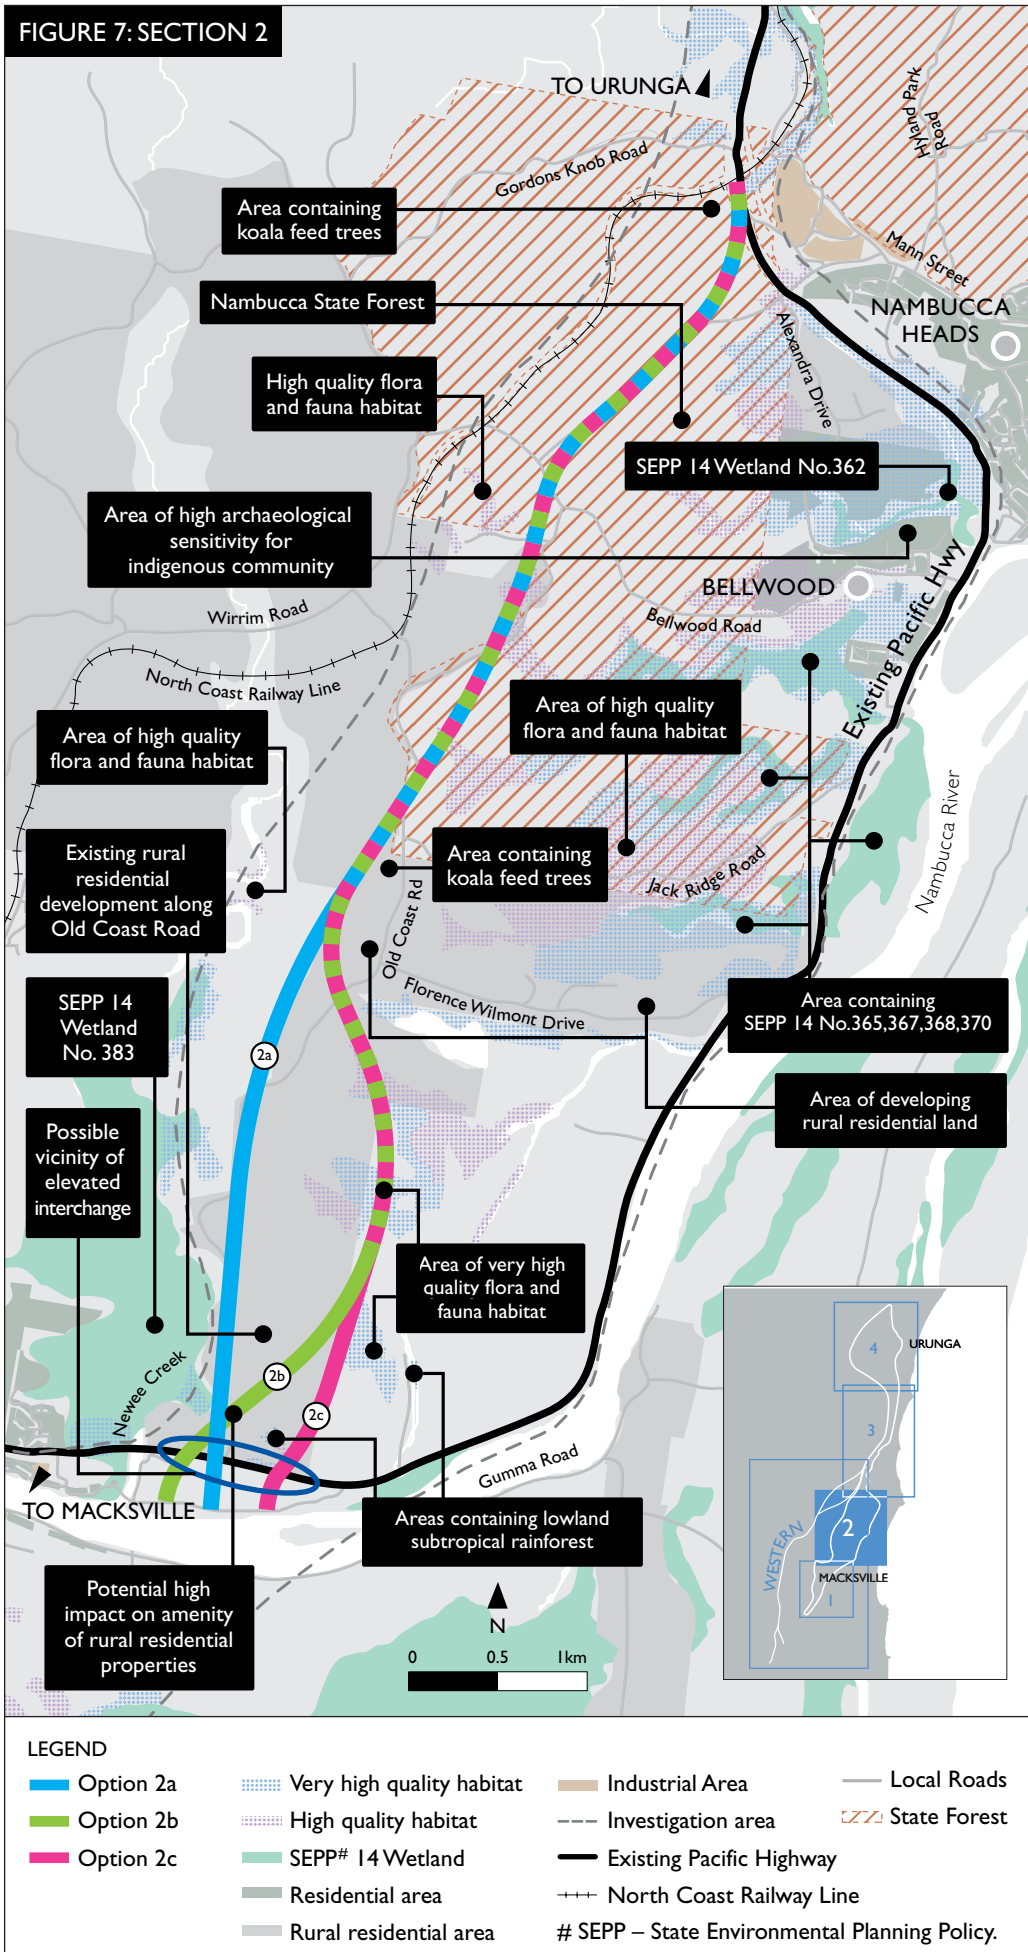 FIGURE 7: SECTION 2
TO URUNGA
Hyland Park
Road
Gordons Knob Road
Area containing
koala feed trees
Mann Street
Nambucca State Forest
NAMBUCCA
HEADS
Alexandra Drive
High quality flora
and fauna habitat
SEPP 14 Wetland No.362
Area of high archaeological
sensitivity for
indigenous community
Existing Pacific Hwy
BELLWOOD
Wirrim Road
Bellwood Road
North Coast Railway Line
Area of high quality
flora and fauna habitat
Area of high quality
flora and fauna habitat
Nambucca River
Existing rural
residential
development along
Old Coast Road
Area containing
koala feed trees
Jack Ridge Road
Old Coast Rd
Florence Wilmont Drive
SEPP 14
Wetland
No. 383
Area containing
SEPP 14 No.365,367,368,370
2a
Area of developing
rural residential land
Possible
vicinity of
elevated
interchange
Area of very high
quality flora and
fauna habitat
Newee Creek
2b
2c
URUNGA
4
3
2
1
WESTERN
MACKSVILLE
Gumma Road
TO MACKSVILLE
Areas containing lowland
subtropical rainforest
Potential high
impact on amenity
of rural residential
properties
N
0 0.5 1km
LEGEND
Option 2a
Option 2b
Option 2c
Very high quality habitat
High quality habitat
SEPP# 14 Wetland
Residential area
Rural residential area
Industrial Area
Investigation area
Existing Pacific Highway
North Coast Railway Line
# SEPP – State Environmental Planning Policy.
Local Roads
State Forest